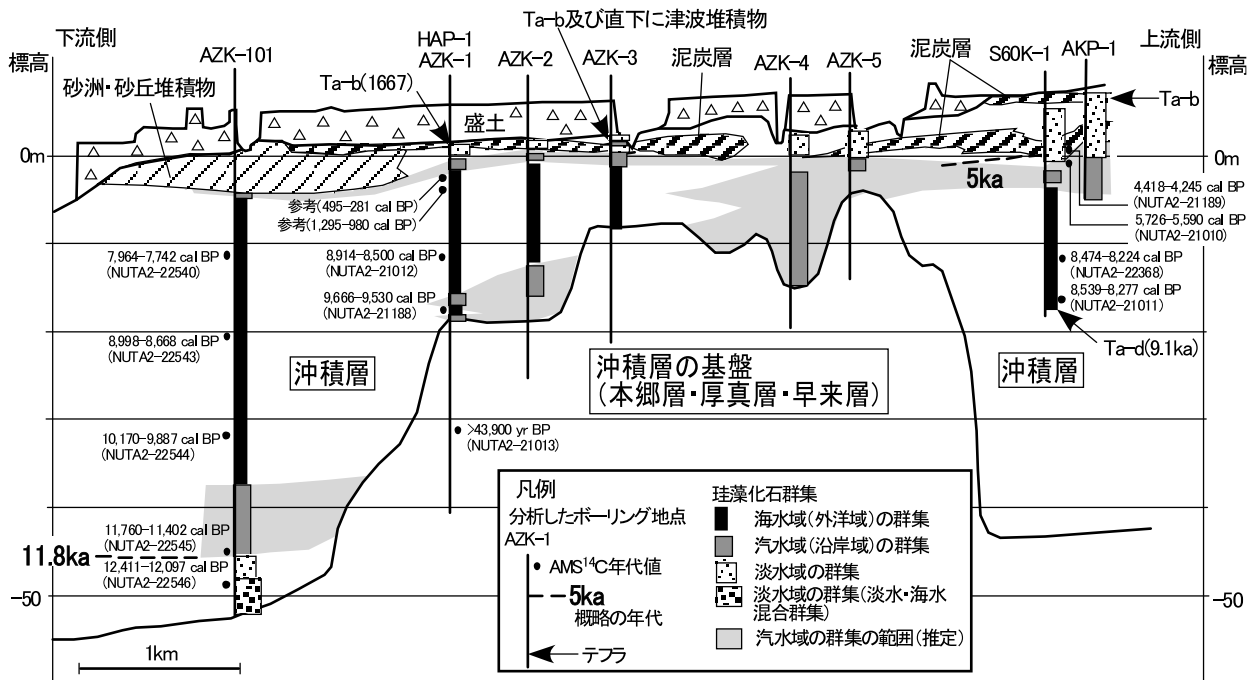 Ta-b及び直下に津波堆積物
下流側
AZK-101
HAP-1
AZK-1
AZK-2
AZK-3
泥炭層
AZK-4
AZK-5
泥炭層
S60K-1
AKP-1
上流側
標高
標高
砂洲・砂丘堆積物
Ta-b(1667)
盛土
Ta-b
0m
0m
5ka
参考(495-281 cal BP)
参考(1,295-980 cal BP)
4,418-4,245 cal BP
(NUTA2-21189)
5,726-5,590 cal BP
(NUTA2-21010)
7,964-7,742 cal BP
(NUTA2-22540)
8,914-8,500 cal BP
(NUTA2-21012)
8,474-8,224 cal BP
(NUTA2-22368)
9,666-9,530 cal BP
(NUTA2-21188)
8,539-8,277 cal BP
(NUTA2-21011)
8,998-8,668 cal BP
(NUTA2-22543)
Ta-d(9.1ka)
沖積層
沖積層の基盤
(本郷層・厚真層・早来層)
沖積層
10,170-9,887 cal BP
(NUTA2-22544)
>43,900 yr BP
(NUTA2-21013)
11,760-11,402 cal BP
(NUTA2-22545)
11.8ka
12,411-12,097 cal BP
(NUTA2-22546)
-50
-50
1km
凡例
分析したボーリング地点
AZK-1
AMS¹⁴C年代値
5ka
概略の年代
テフラ
珪藻化石群集
海水域(外洋域)の群集
汽水域(沿岸域)の群集
淡水域の群集
淡水域の群集(淡水・海水
混合群集)
汽水域の群集の範囲(推定)